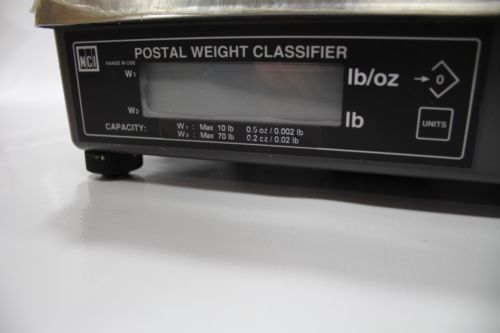 NCI
POSTAL WEIGHT CLASSIFIER
RANGE IN USE
W1
lb/oz
0
W2
lb
UNITS
CAPACITY:
W1 : Max 10 lb 0.5 oz / 0.002 lb
W2 : Max 70 lb 0.2 oz / 0.02 lb